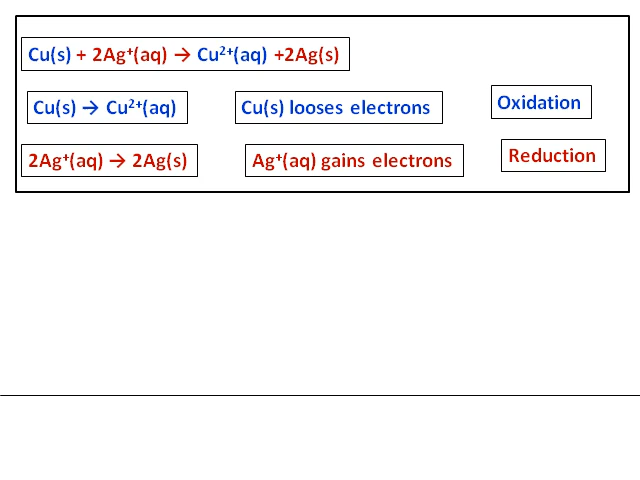 Cu(s) + 2Ag⁺(aq) → Cu²⁺(aq) +2Ag(s)
Cu(s) → Cu²⁺(aq) Cu(s) looses electrons Oxidation
2Ag⁺(aq) → 2Ag(s) Ag⁺(aq) gains electrons Reduction